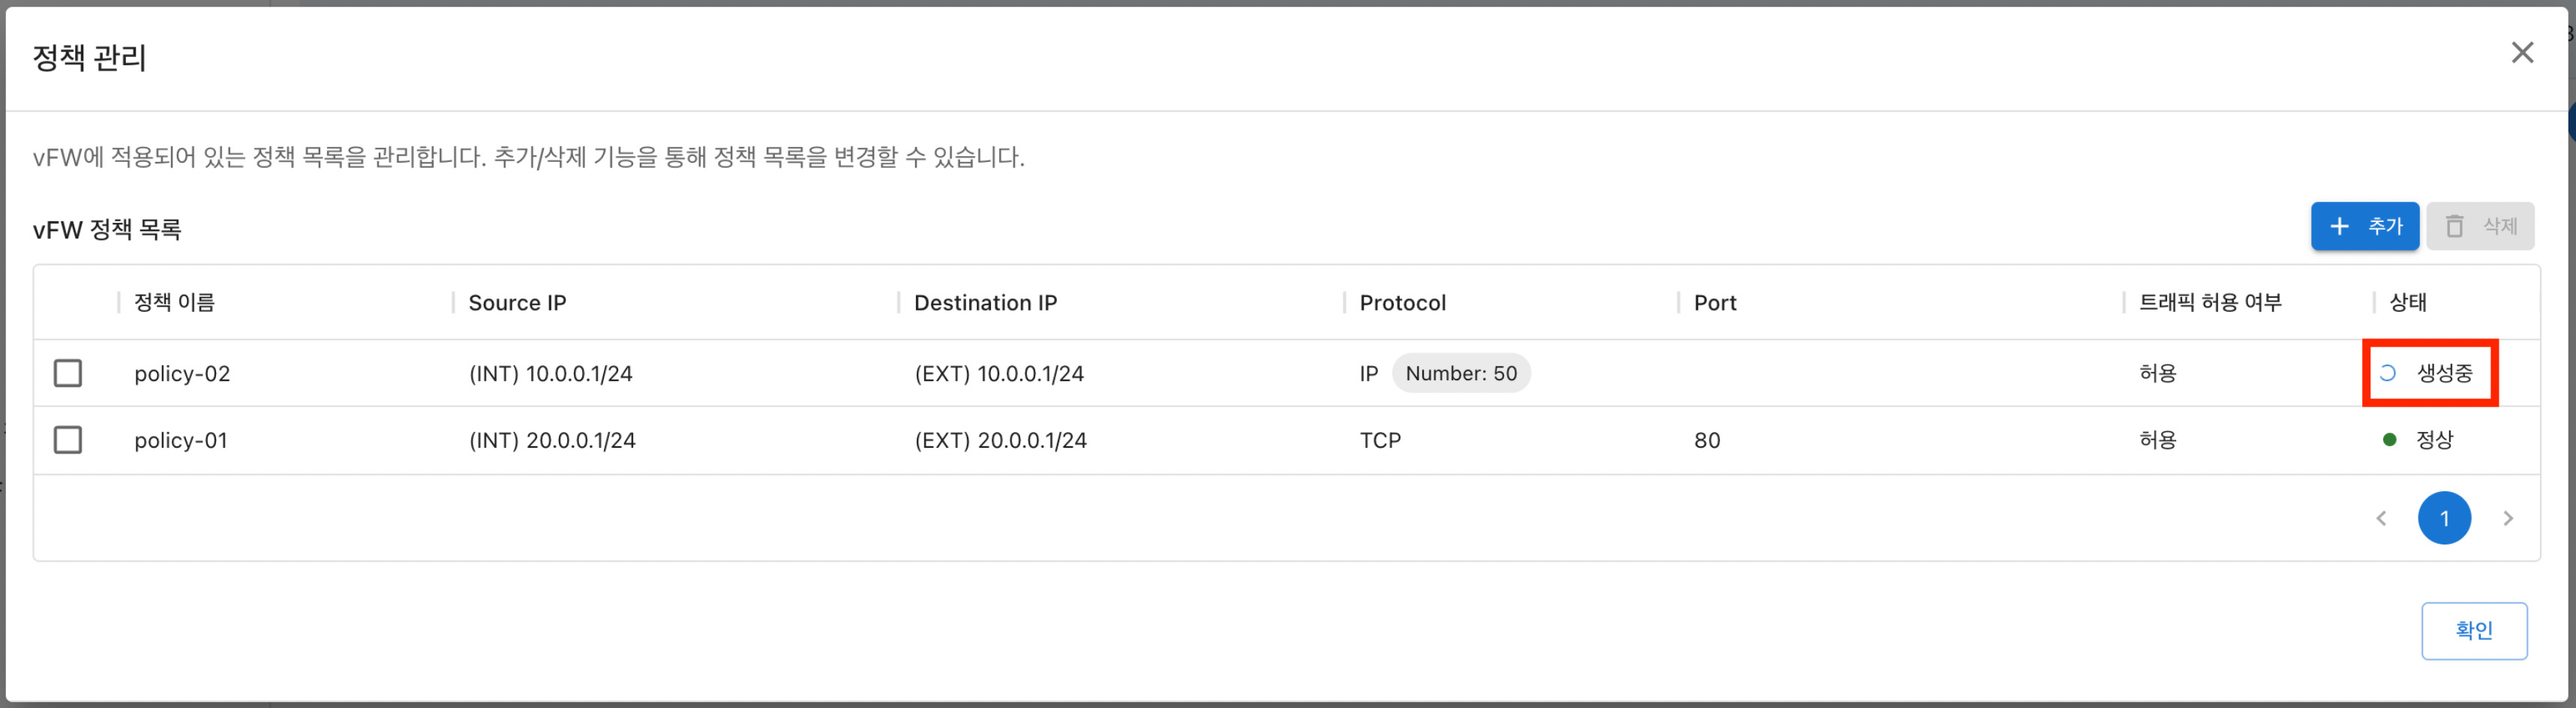 정책 관리
vFW에 적용되어 있는 정책 목록을 관리합니다. 추가/삭제 기능을 통해 정책 목록을 변경할 수 있습니다.
vFW 정책 목록
+ 추가 삭제
정책 이름 Source IP Destination IP Protocol Port 트래픽 허용 여부 상태
policy-02 (INT) 10.0.0.1/24 (EXT) 10.0.0.1/24 IP Number: 50 허용 생성중
policy-01 (INT) 20.0.0.1/24 (EXT) 20.0.0.1/24 TCP 80 허용 정상
1
확인